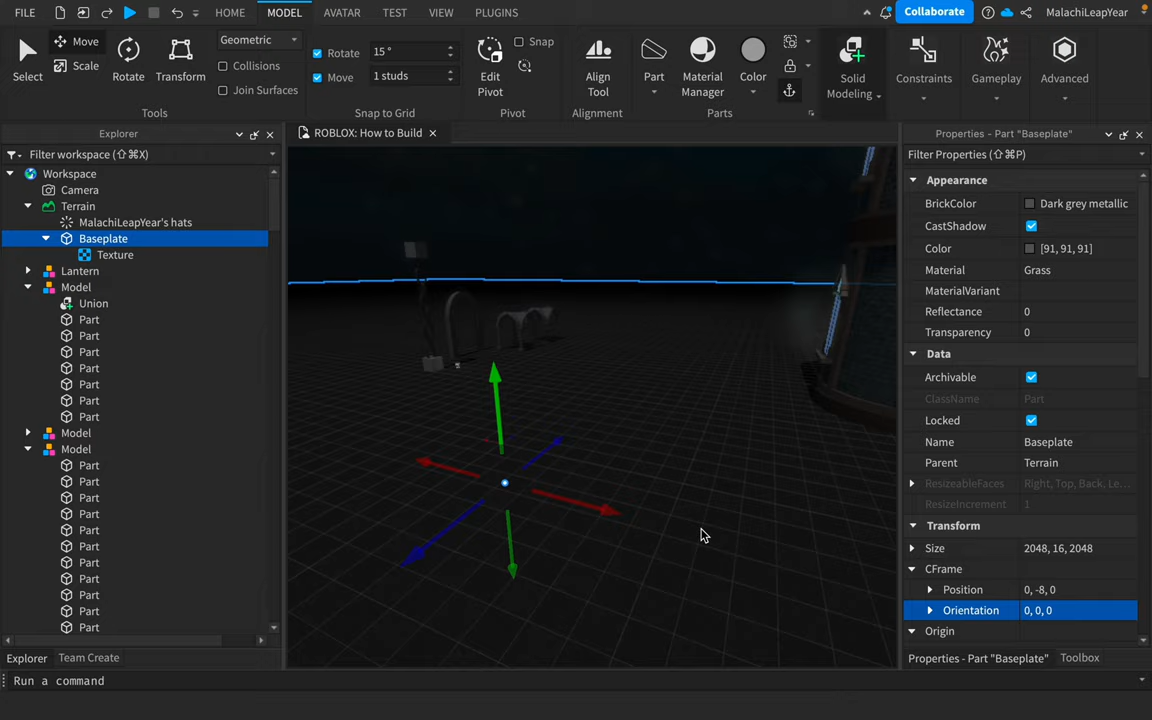 FILE HOME MODEL AVATAR TEST VIEW PLUGINS Collaborate MalachiLeapYear
Select Move Scale Rotate Transform
Geometric
Collisions
Join Surfaces
Tools
Rotate 15 °
Move 1 studs
Snap to Grid
Edit Pivot Snap
Pivot
Align Tool
Alignment
Part Material Manager Color
Parts
Solid Modeling Constraints Gameplay Advanced
Explorer
Filter workspace (⇧⌘X)
Workspace
Camera
Terrain
MalachiLeapYear's hats
Baseplate
Texture
Lantern
Model
Union
Part
Part
Part
Part
Part
Part
Part
Model
Model
Part
Part
Part
Part
Part
Part
Part
Part
Part
Part
Part
Explorer Team Create
Run a command
ROBLOX: How to Build
Properties - Part "Baseplate"
Filter Properties (⇧⌘P)
Appearance
BrickColor Dark grey metallic
CastShadow
Color [91, 91, 91]
Material Grass
MaterialVariant
Reflectance 0
Transparency 0
Data
Archivable
ClassName Part
Locked
Name Baseplate
Parent Terrain
ResizeableFaces Right, Top, Back, Le...
ResizeIncrement 1
Transform
Size 2048, 16, 2048
CFrame
Position 0, -8, 0
Orientation 0, 0, 0
Origin
Properties - Part "Baseplate" Toolbox